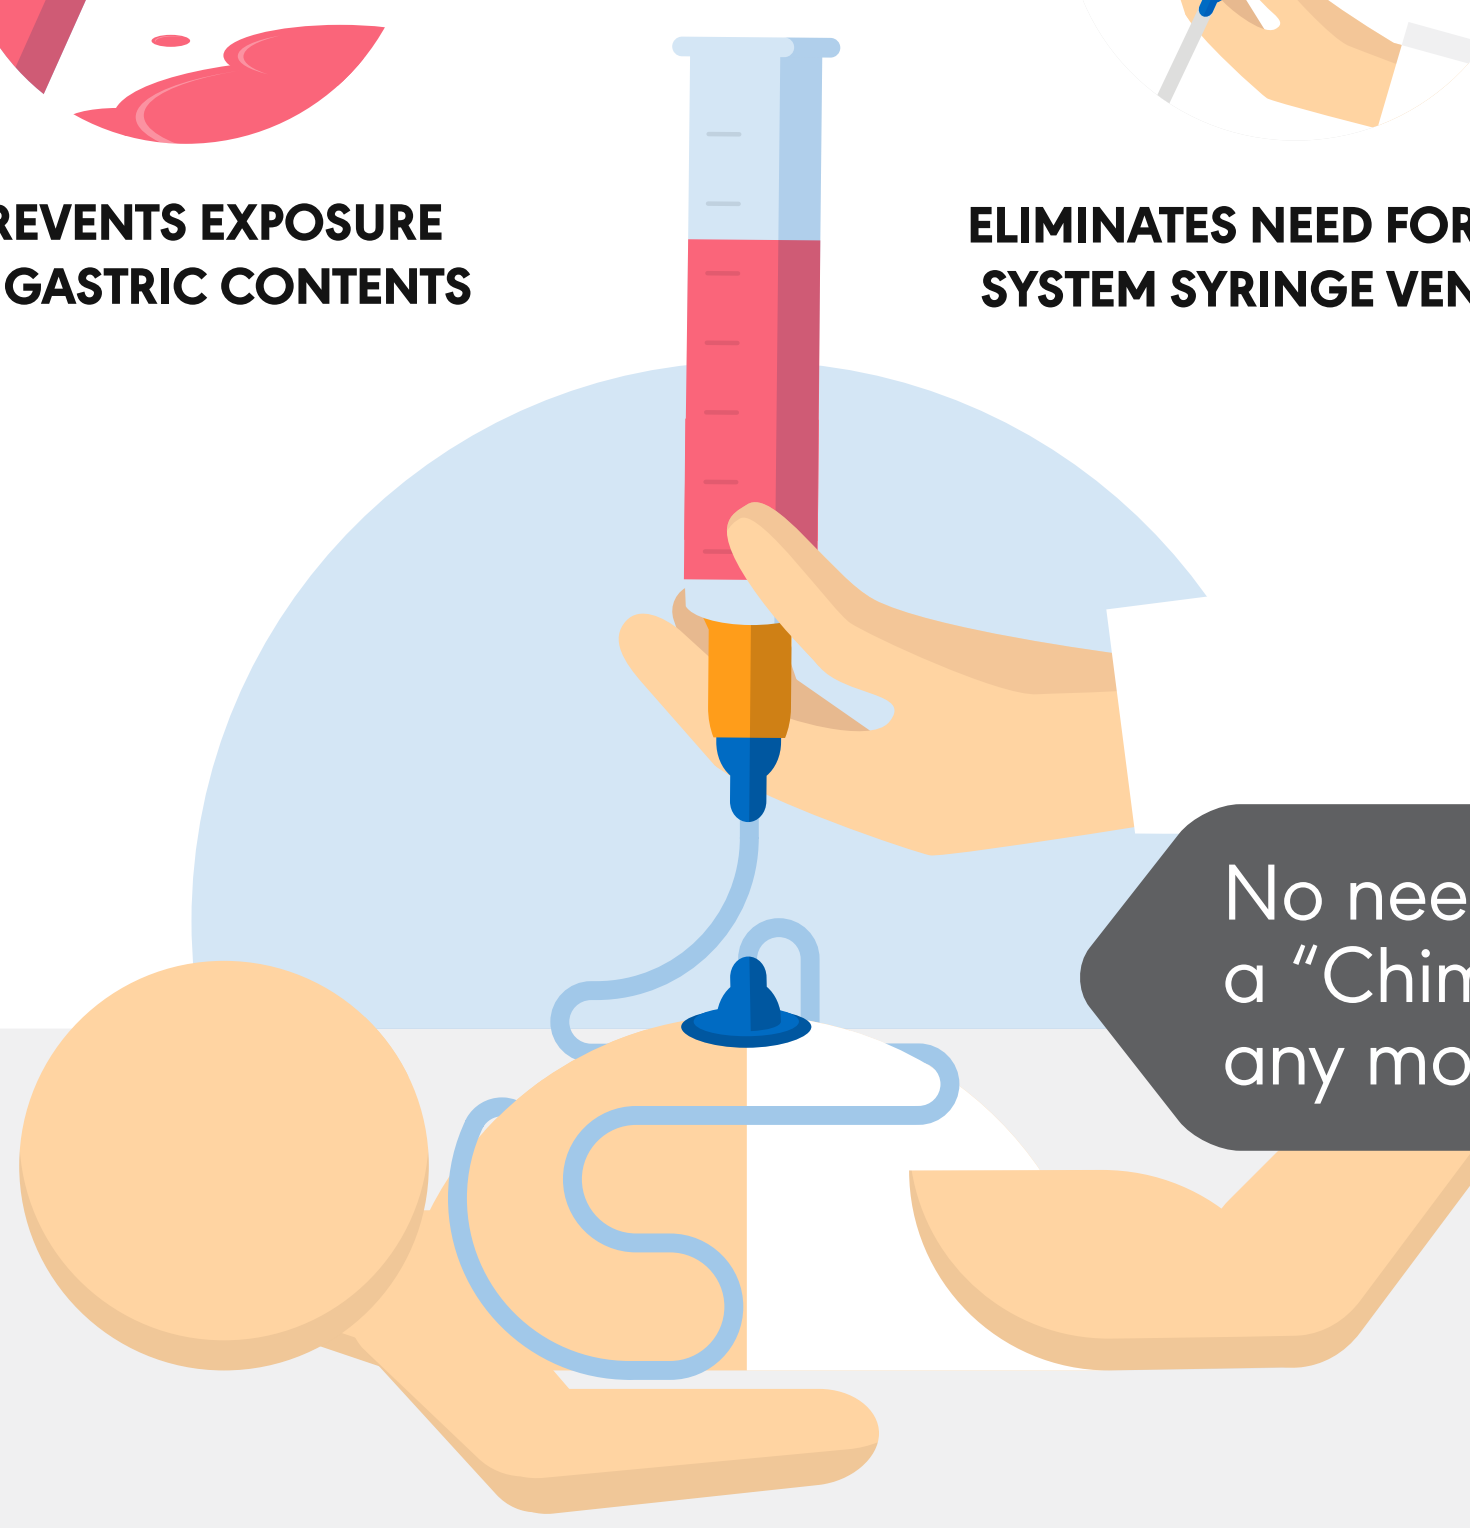 REVENTS EXPOSURE
GASTRIC CONTENTS
ELIMINATES NEED FOR
SYSTEM SYRINGE VEN
No nee
a “Chim
any mo